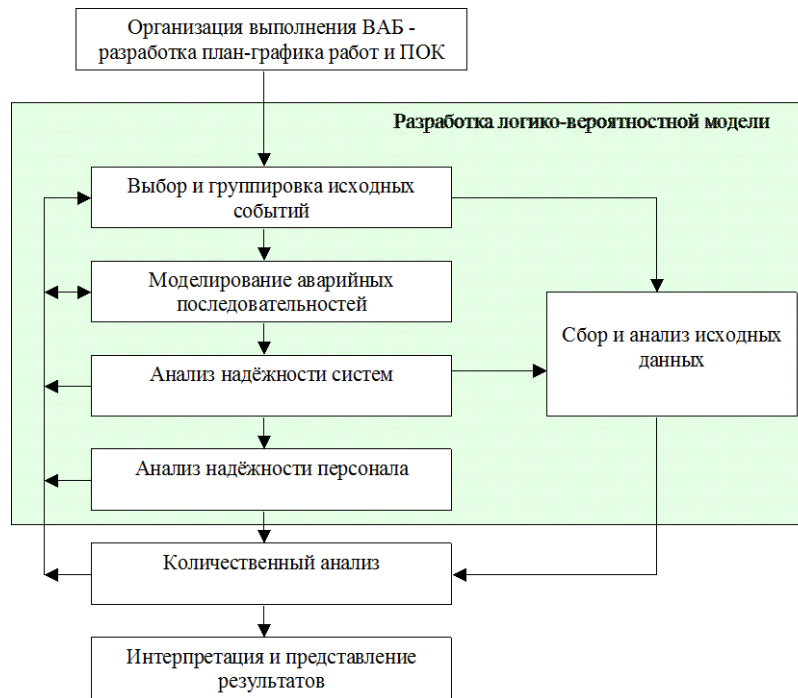 Организация выполнения ВАБ -
разработка план-графика работ и ПОК
Разработка логико-вероятностной модели
Выбор и группировка исходных
событий
Моделирование аварийных
последовательностей
Сбор и анализ исходных
данных
Анализ надёжности систем
Анализ надёжности персонала
Количественный анализ
Интерпретация и представление
результатов